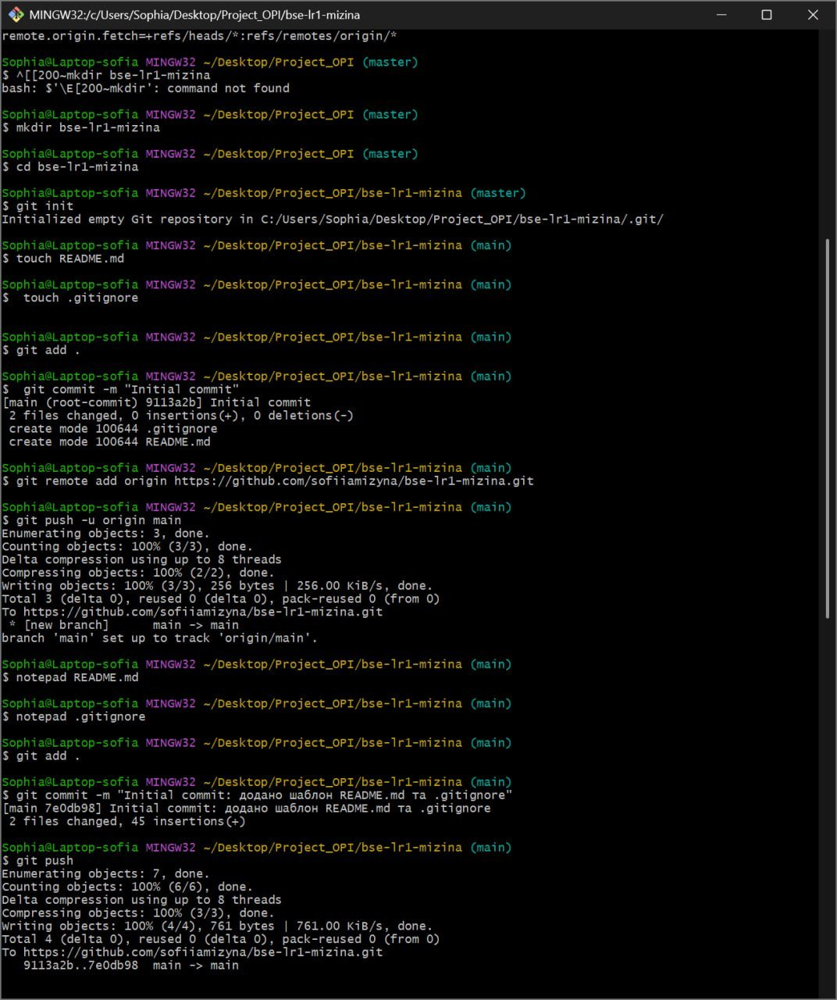 MINGW32:/c/Users/Sophia/Desktop/Project_OPI/bse-lr1-mizina
remote.origin.fetch=+refs/heads/*:refs/remotes/origin/*
Sophia@Laptop-sofia MINGW32 ~/Desktop/Project_OPI (master)
$ ^[[200~mkdir bse-lr1-mizina
bash: $'\E[200~mkdir': command not found
Sophia@Laptop-sofia MINGW32 ~/Desktop/Project_OPI (master)
$ mkdir bse-lr1-mizina
Sophia@Laptop-sofia MINGW32 ~/Desktop/Project_OPI (master)
$ cd bse-lr1-mizina
Sophia@Laptop-sofia MINGW32 ~/Desktop/Project_OPI/bse-lr1-mizina (master)
$ git init
Initialized empty Git repository in C:/Users/Sophia/Desktop/Project_OPI/bse-lr1-mizina/.git/
Sophia@Laptop-sofia MINGW32 ~/Desktop/Project_OPI/bse-lr1-mizina (main)
$ touch README.md
Sophia@Laptop-sofia MINGW32 ~/Desktop/Project_OPI/bse-lr1-mizina (main)
$  touch .gitignore
Sophia@Laptop-sofia MINGW32 ~/Desktop/Project_OPI/bse-lr1-mizina (main)
$ git add .
Sophia@Laptop-sofia MINGW32 ~/Desktop/Project_OPI/bse-lr1-mizina (main)
$  git commit -m "Initial commit"
[main (root-commit) 9113a2b] Initial commit
 2 files changed, 0 insertions(+), 0 deletions(-)
 create mode 100644 .gitignore
 create mode 100644 README.md
Sophia@Laptop-sofia MINGW32 ~/Desktop/Project_OPI/bse-lr1-mizina (main)
$ git remote add origin https://github.com/sofiiamizyna/bse-lr1-mizina.git
Sophia@Laptop-sofia MINGW32 ~/Desktop/Project_OPI/bse-lr1-mizina (main)
$ git push -u origin main
Enumerating objects: 3, done.
Counting objects: 100% (3/3), done.
Delta compression using up to 8 threads
Compressing objects: 100% (2/2), done.
Writing objects: 100% (3/3), 256 bytes | 256.00 KiB/s, done.
Total 3 (delta 0), reused 0 (delta 0), pack-reused 0 (from 0)
To https://github.com/sofiiamizyna/bse-lr1-mizina.git
 * [new branch]      main -> main
branch 'main' set up to track 'origin/main'.
Sophia@Laptop-sofia MINGW32 ~/Desktop/Project_OPI/bse-lr1-mizina (main)
$ notepad README.md
Sophia@Laptop-sofia MINGW32 ~/Desktop/Project_OPI/bse-lr1-mizina (main)
$ notepad .gitignore
Sophia@Laptop-sofia MINGW32 ~/Desktop/Project_OPI/bse-lr1-mizina (main)
$ git add .
Sophia@Laptop-sofia MINGW32 ~/Desktop/Project_OPI/bse-lr1-mizina (main)
$ git commit -m "Initial commit: додано шаблон README.md та .gitignore"
[main 7e0db98] Initial commit: додано шаблон README.md та .gitignore
 2 files changed, 45 insertions(+)
Sophia@Laptop-sofia MINGW32 ~/Desktop/Project_OPI/bse-lr1-mizina (main)
$ git push
Enumerating objects: 7, done.
Counting objects: 100% (6/6), done.
Delta compression using up to 8 threads
Compressing objects: 100% (3/3), done.
Writing objects: 100% (4/4), 761 bytes | 761.00 KiB/s, done.
Total 4 (delta 0), reused 0 (delta 0), pack-reused 0 (from 0)
To https://github.com/sofiiamizyna/bse-lr1-mizina.git
   9113a2b..7e0db98  main -> main